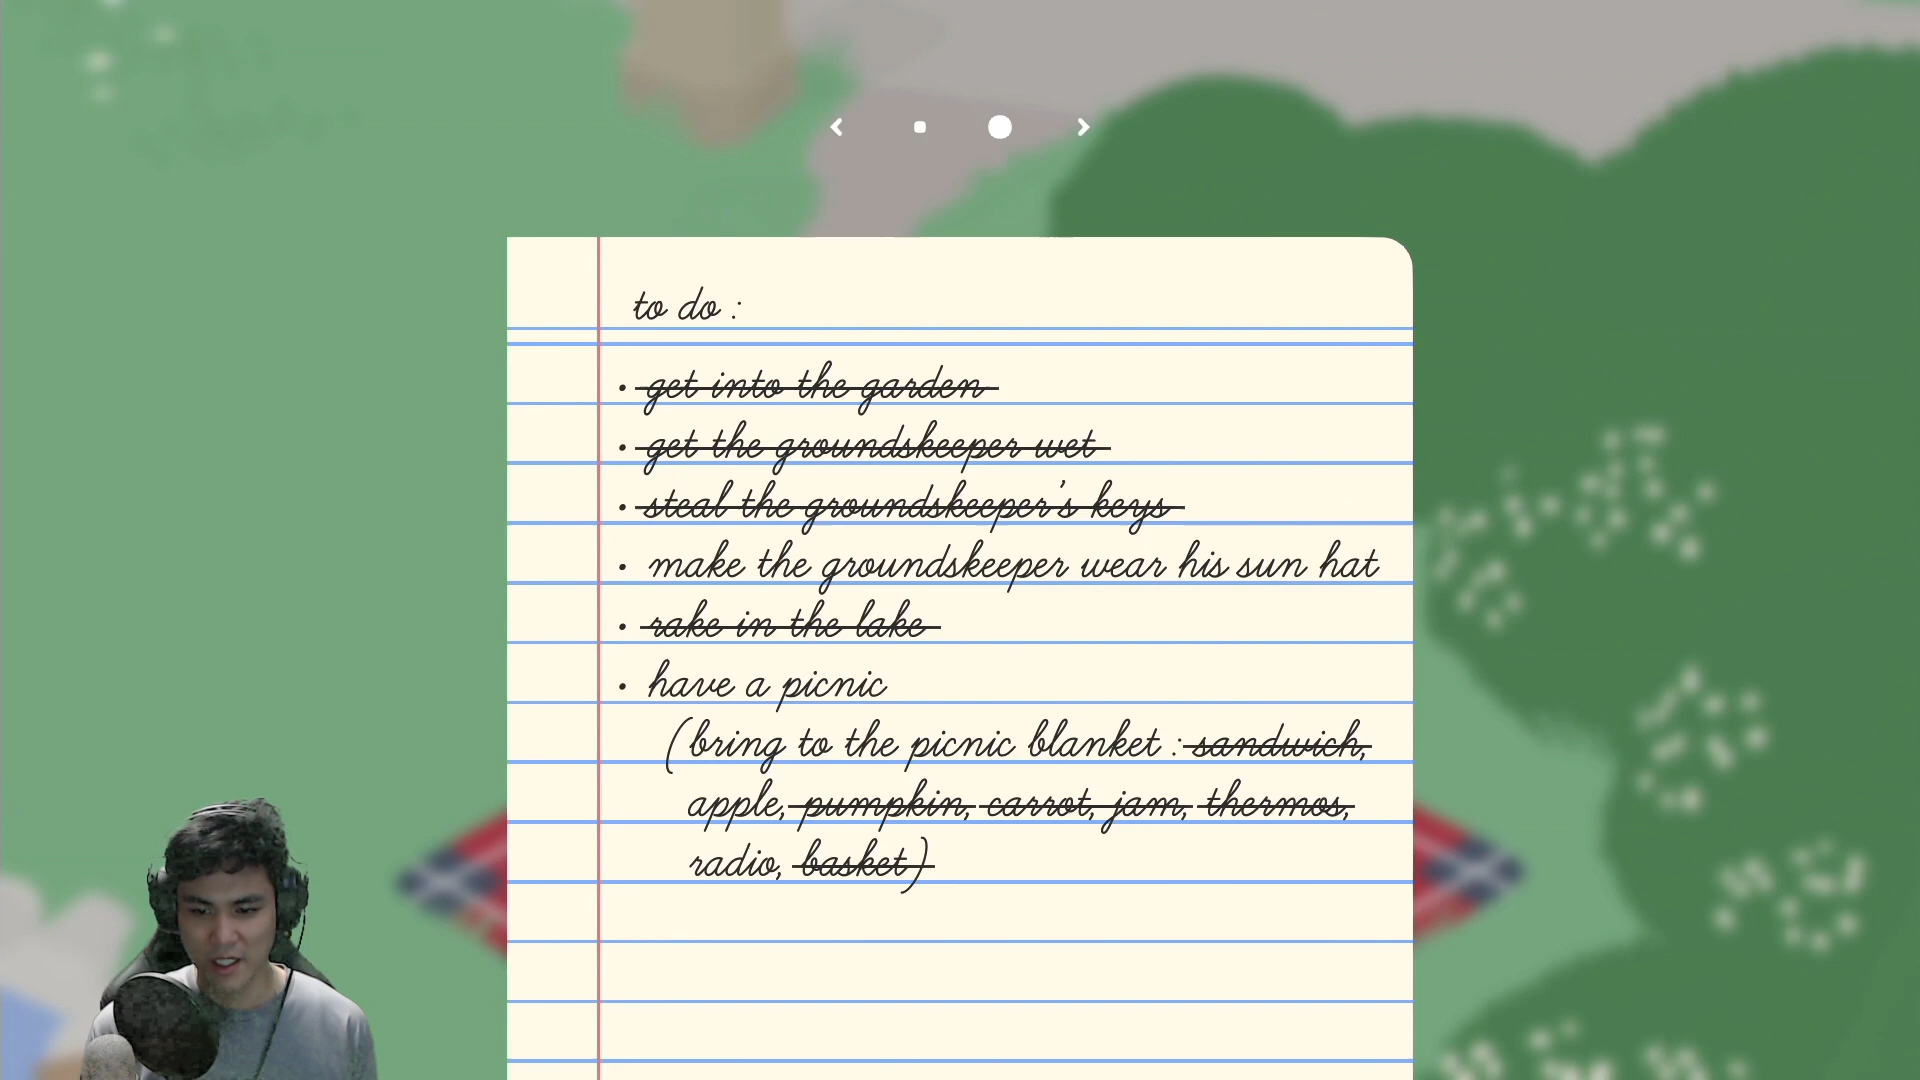 to do :
• get into the garden
• get the groundskeeper wet
• steal the groundskeeper's keys
• make the groundskeeper wear his sun hat
• rake in the lake
• have a picnic
(bring to the picnic blanket : sandwich,
apple, pumpkin, carrot, jam, thermos,
radio, basket)